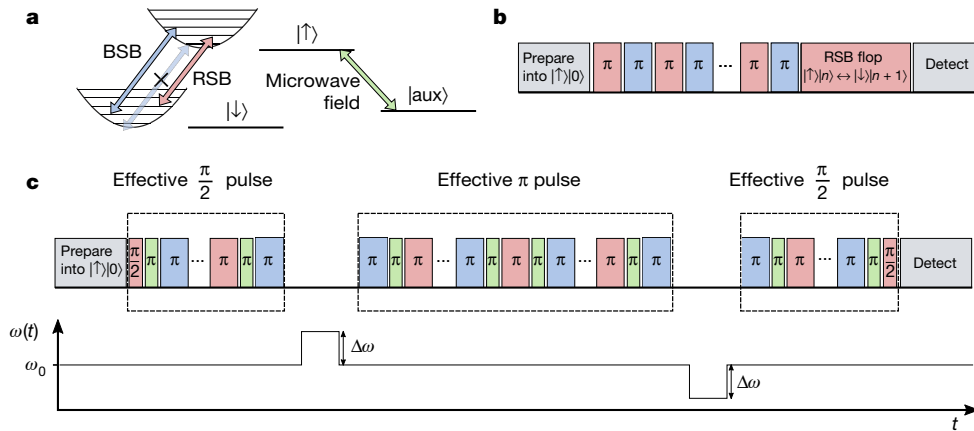 a
BSB
RSB
|↑⟩
|↓⟩
Microwave
field
|aux⟩
b
Prepare
into |↑⟩|0⟩
π π π π ... π π
RSB flop
|↑⟩|n⟩ ↔ |↓⟩|n + 1⟩
Detect
c
Effective π/2 pulse
Effective π pulse
Effective π/2 pulse
Prepare
into |↑⟩|0⟩
π/2 π π ... π π π
π π π ... π π π π π ... π π π
π π π ... π π π/2
Detect
ω(t)
ω₀
Δω
Δω
t